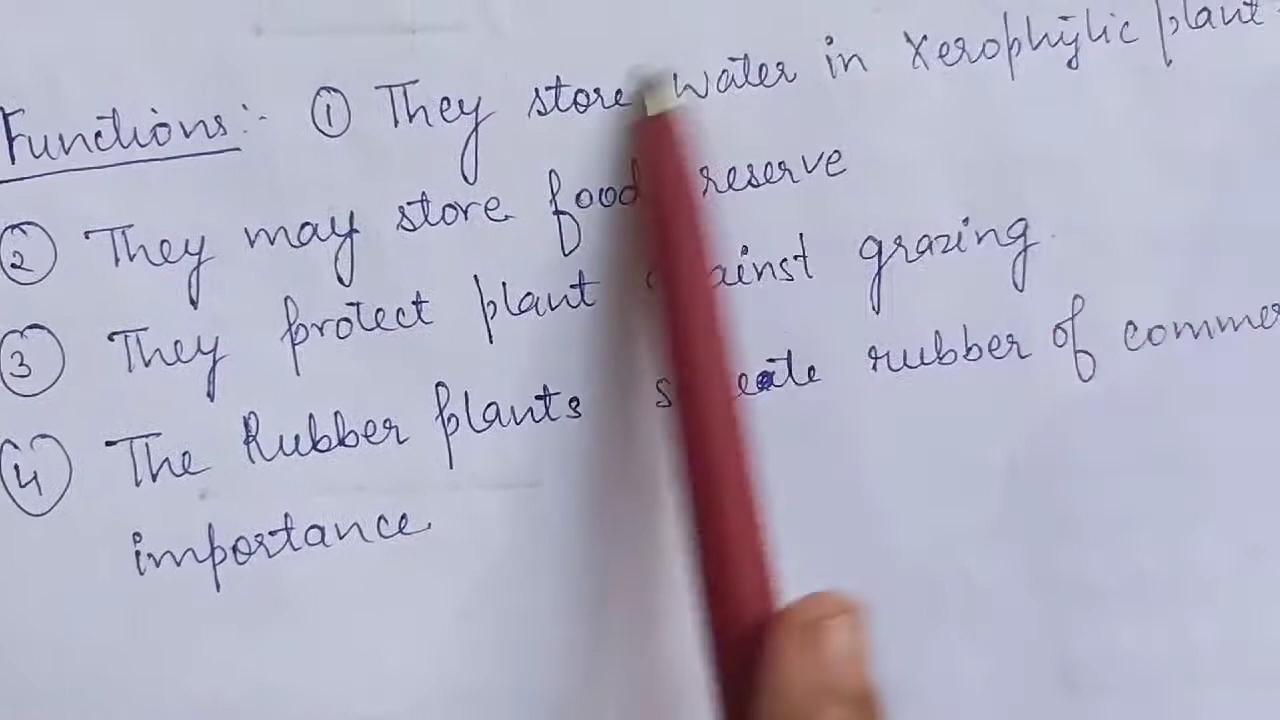 Functions:- ① They store water in Xerophylic plant
② They may store food reserve
③ They protect plant against grazing.
④ The Rubber plants rubber of
importance